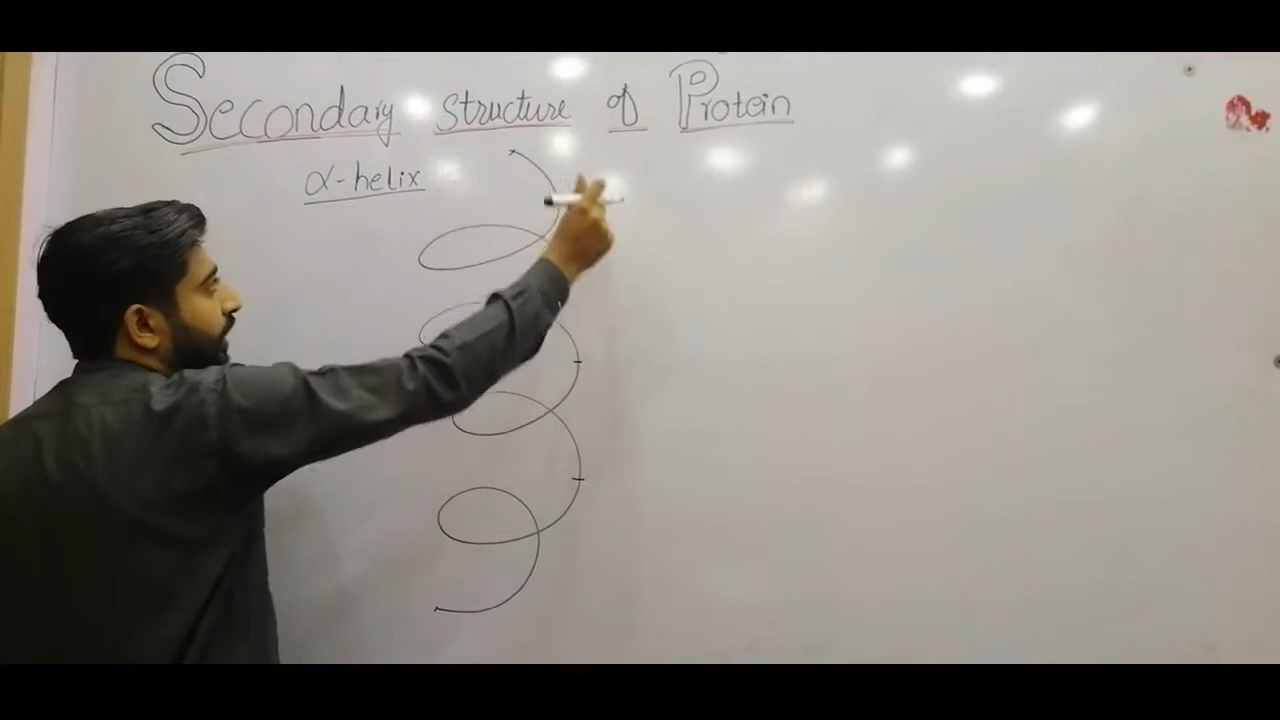 Secondary structure of Protein
α-helix